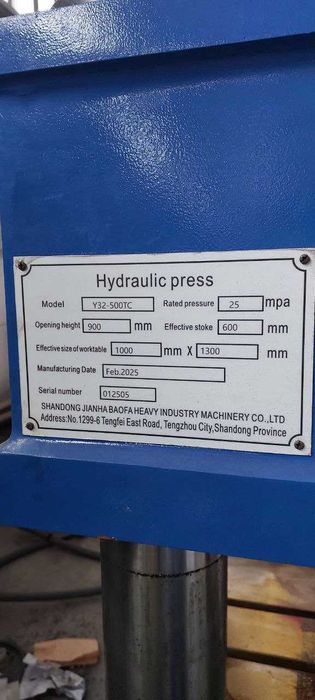 Hydraulic press
Model Y32-500TC Rated pressure 25 mpa
Opening height 900 mm Effective stoke 600 mm
Effective size of worktable 1000 mm X 1300 mm
Manufacturing Date Feb.2025
Serial number 012505
SHANDONG JIANHA BAOFA HEAVY INDUSTRY MACHINERY CO.,LTD
Address:No.1299-6 Tengfei East Road, Tengzhou City,Shandong Province